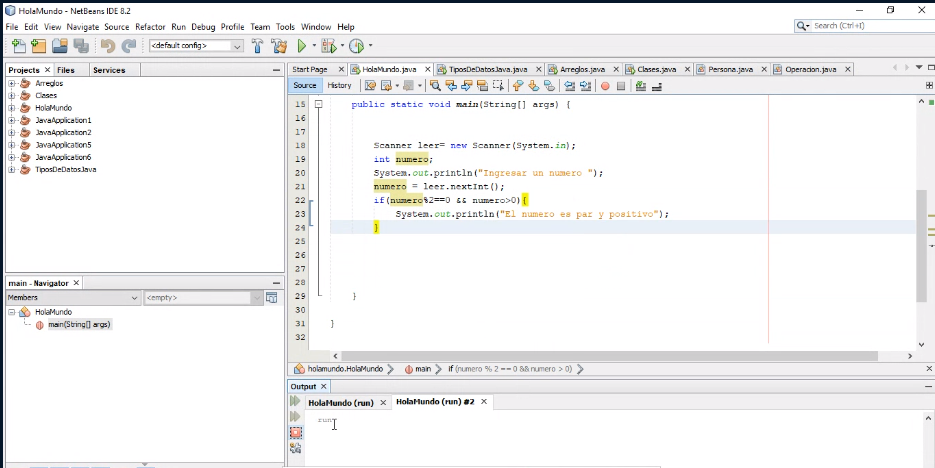 HolaMundo - NetBeans IDE 8.2
File Edit View Navigate Source Refactor Run Debug Profile Team Tools Window Help
Search (Ctrl+I)
<default config>
Projects Files Services
Arreglos
Clases
HolaMundo
JavaApplication1
JavaApplication2
JavaApplication5
JavaApplication6
TiposDeDatosJava
main - Navigator
Members <empty>
HolaMundo
main(String[] args)
Start Page HolaMundo.java TiposDeDatosJava.java Arreglos.java Clases.java Persona.java Operacion.java
Source History
15 public static void main(String[] args) {
16
17
18 Scanner leer= new Scanner(System.in);
19 int numero;
20 System.out.println("Ingresar un numero ");
21 numero = leer.nextInt();
22 if(numero%2==0 && numero>0){
23 System.out.println("El numero es par y positivo");
24 }
25
26
27
28
29 }
30
31 }
32
holamundo.HolaMundo main if (numero % 2 == 0 && numero > 0)
Output
HolaMundo (run) HolaMundo (run) #2
run